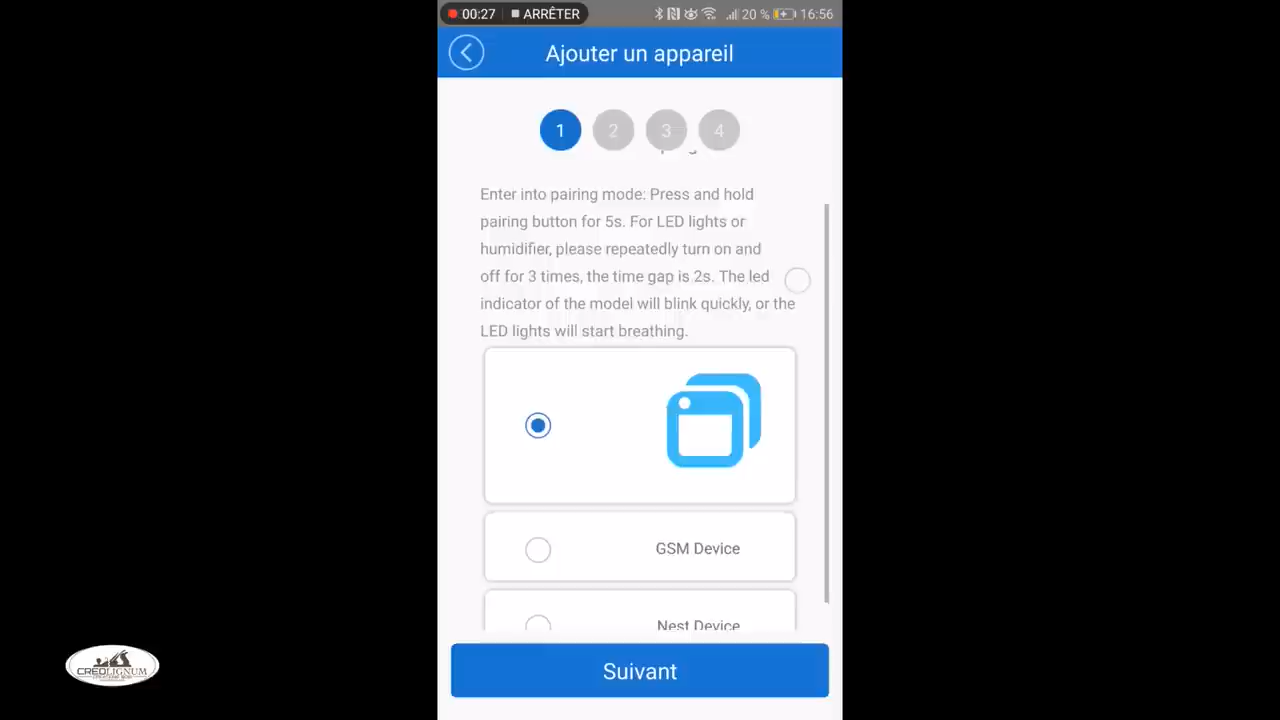 00:27 ARRÊTER 20 % 16:56
Ajouter un appareil
1 2 3 4
Enter into pairing mode: Press and hold
pairing button for 5s. For LED lights or
humidifier, please repeatedly turn on and
off for 3 times, the time gap is 2s. The led
indicator of the model will blink quickly, or the
LED lights will start breathing.
GSM Device
Nest Device
Suivant
CREOLIGNUM